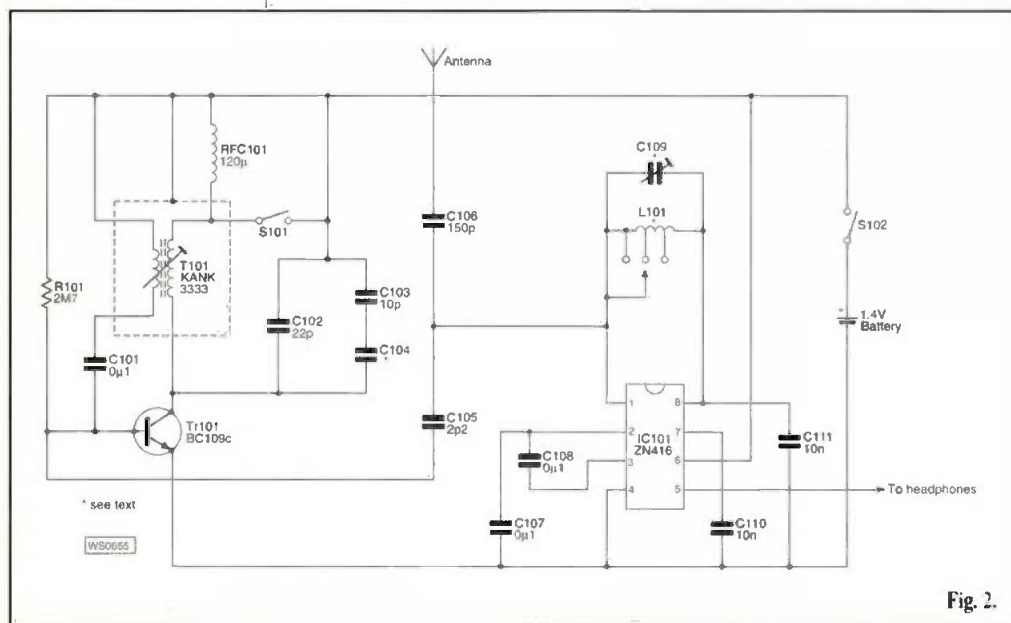 Antenna
RFC101
120μ
C109
*
L101
S101
S102
C106
150p
T101
KANK
3333
R101
2M7
C103
10p
C102
22p
C104
*
+
1.4V
Battery
C101
0μ1
Tr101
BC109c
C105
2p2
1
2
3
4
IC101
ZN416
8
7
6
5
C111
10n
C108
0μ1
To headphones
* see text
C107
0μ1
C110
10n
WS0655
Fig. 2.